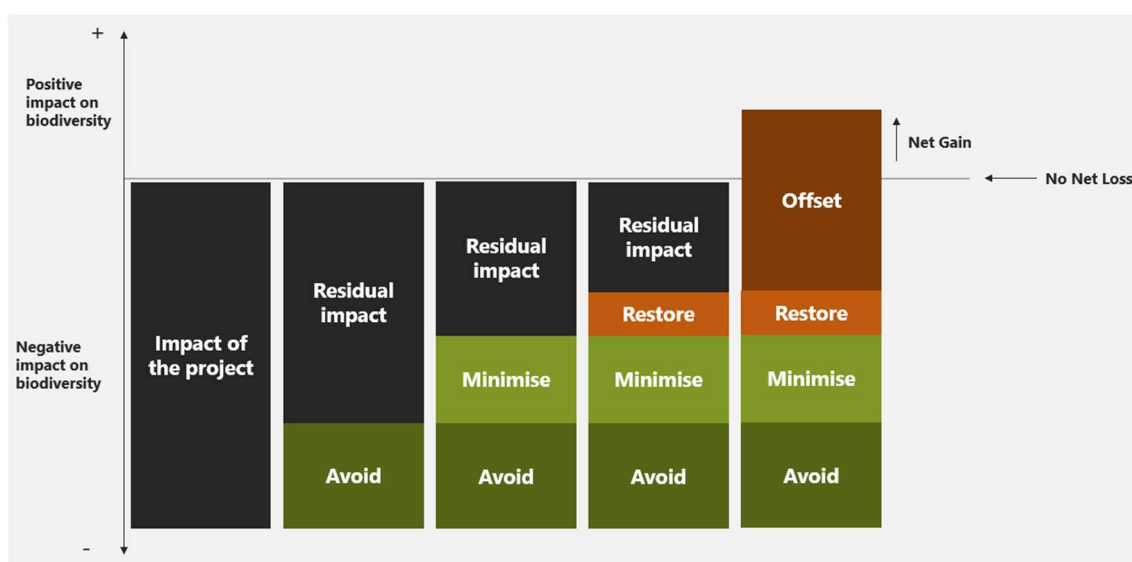 +
Positive
impact on
biodiversity
Net Gain
No Net Loss
Offset
Residual
impact
Residual
impact
Residual
impact
Restore
Restore
Impact of
the project
Negative
impact on
biodiversity
Minimise
Minimise
Minimise
Avoid
Avoid
Avoid
Avoid
-